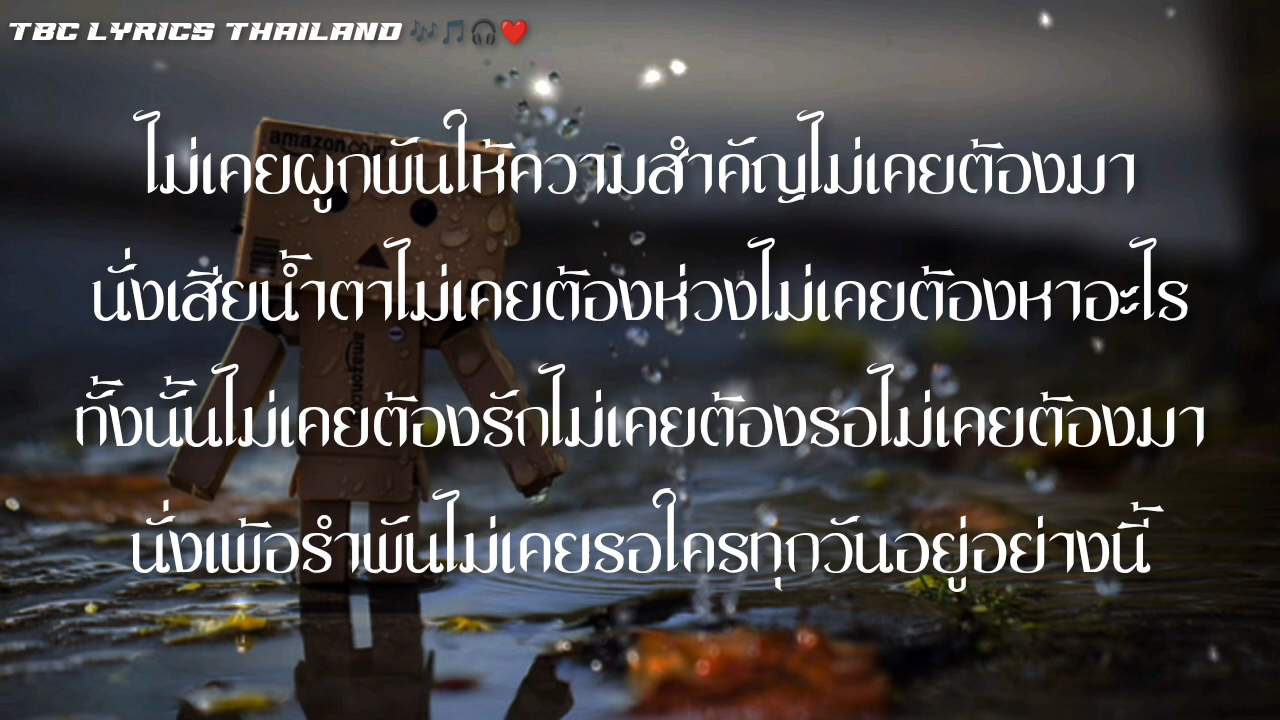 TBC LYRICS THAILAND 🎶🎵🎧❤️
amazon.com
ไม่เคยผูกพันให้ความสำคัญไม่เคยต้องมา
นั่งเสียน้ำตาไม่เคยต้องห่วงไม่เคยต้องหาอะไร
amazon.com
ทั้งนั้นไม่เคยต้องรักไม่เคยต้องรอไม่เคยต้องมา
นั่งเพ้อรำพันไม่เคยรอใครทุกวันอยู่อย่างนี้